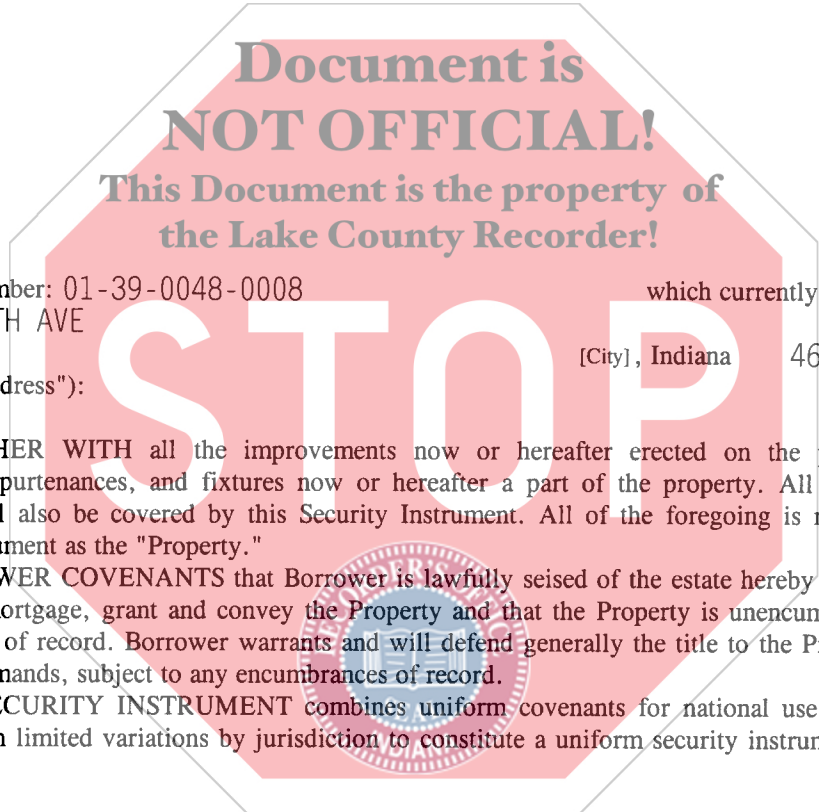 Document is
NOT OFFICIAL!
This Document is the property of
the Lake County Recorder!
nber: 01-39-0048-0008 which currently
TH AVE
[City], Indiana 46
dress"):
STOP
HER WITH all the improvements now or hereafter erected on the
purtenances, and fixtures now or hereafter a part of the property. All
l also be covered by this Security Instrument. All of the foregoing is
ument as the "Property."
WER COVENANTS that Borrower is lawfully seised of the estate hereby
ortgage, grant and convey the Property and that the Property is unencum
of record. Borrower warrants and will defend generally the title to the P
mands, subject to any encumbrances of record.
CURITY INSTRUMENT combines uniform covenants for national use
limited variations by jurisdiction to constitute a uniform security instrum
SEAL
INDIANA